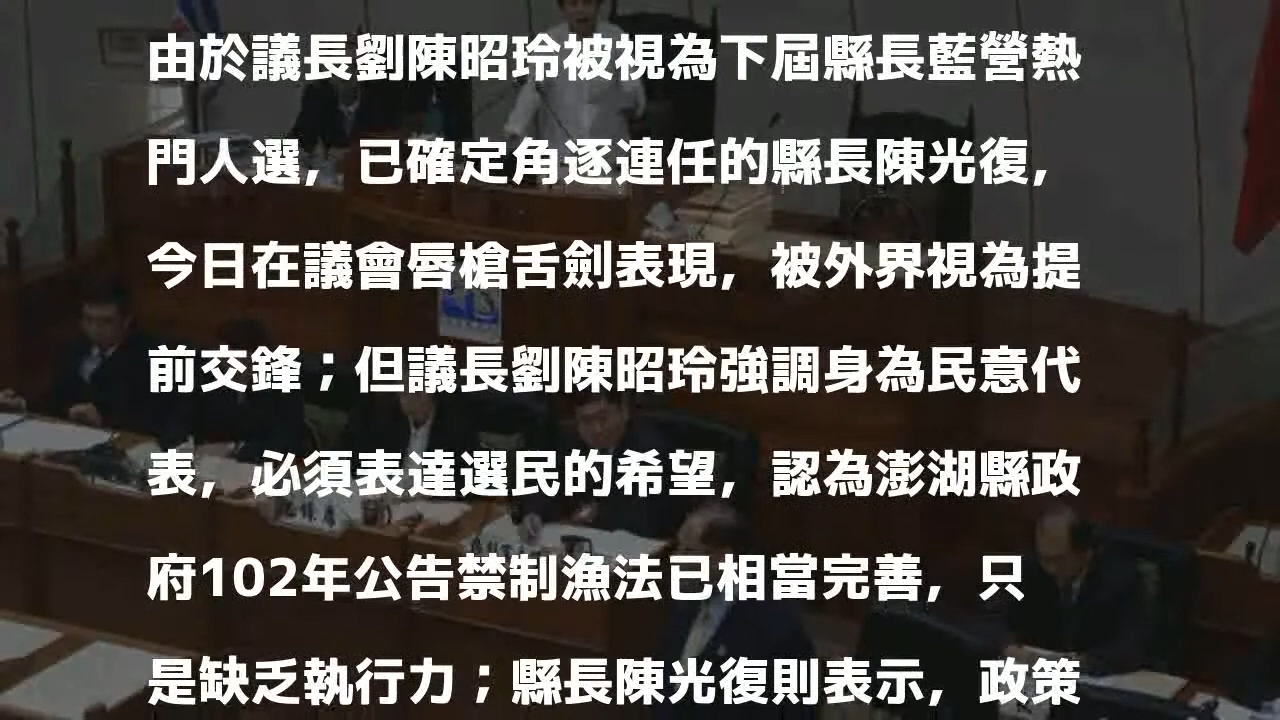 由於議長劉陳昭玲被視為下屆縣長藍營熱
門人選，已確定角逐連任的縣長陳光復，
今日在議會唇槍舌劍表現，被外界視為提
前交鋒；但議長劉陳昭玲強調身為民意代
表，必須表達選民的希望，認為澎湖縣政
府102年公告禁制漁法已相當完善，只
是缺乏執行力；縣長陳光復則表示，政策